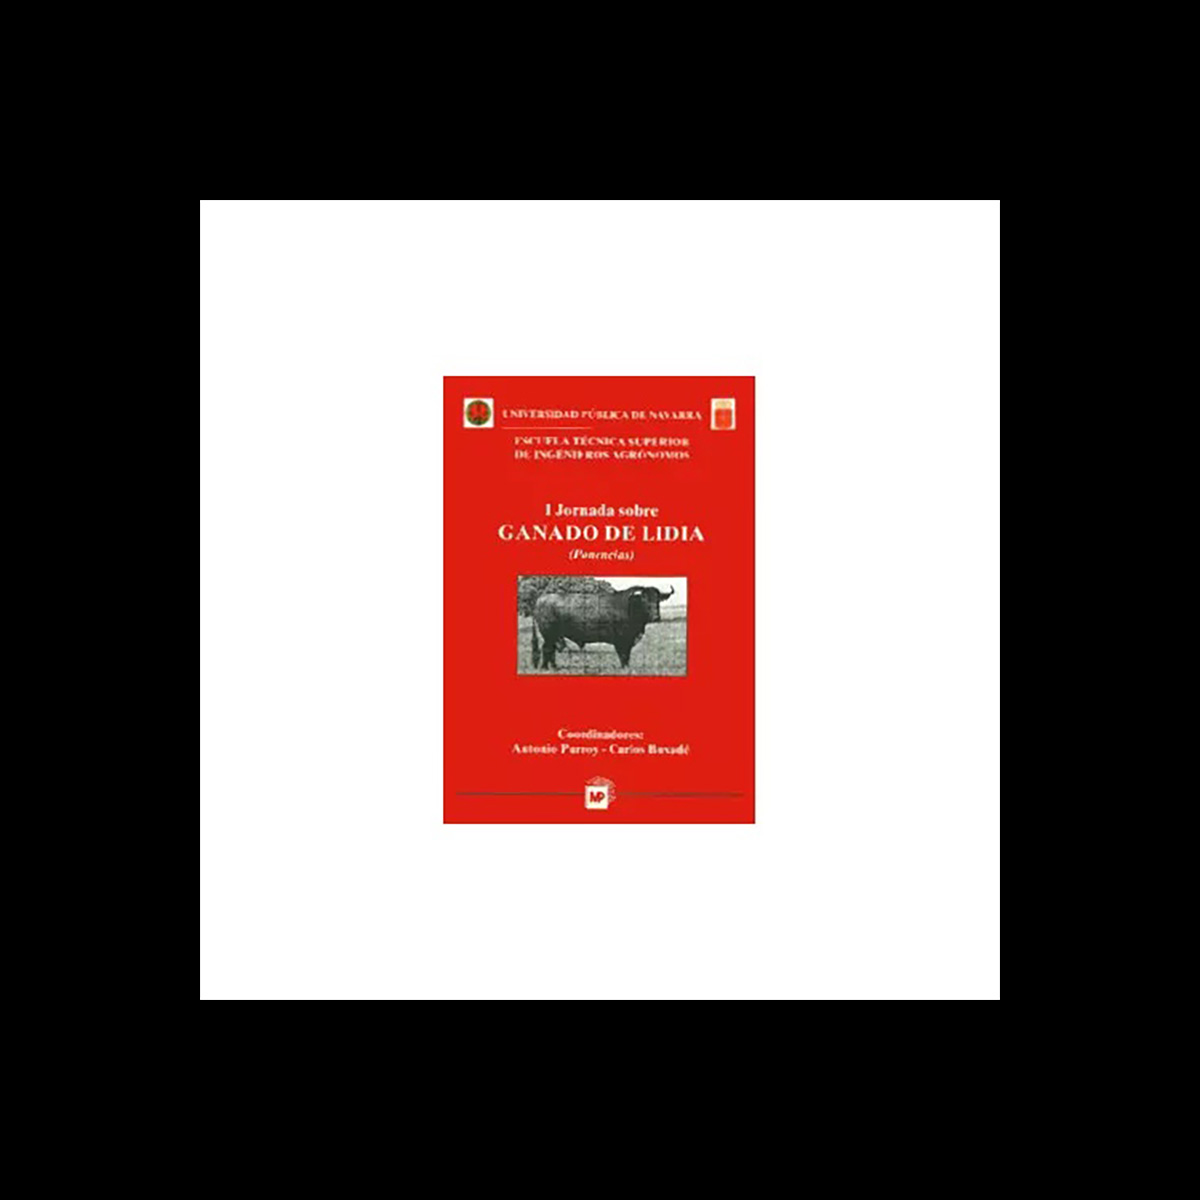 UNIVERSIDAD PÚBLICA DE NAVARRA
ESCUELA TÉCNICA SUPERIOR
DE INGENIEROS AGRÓNOMOS
I Jornada sobre
GANADO DE LIDIA
(Ponencias)
Coordinadores:
Antonio Purroy - Carlos Buxadé
MP